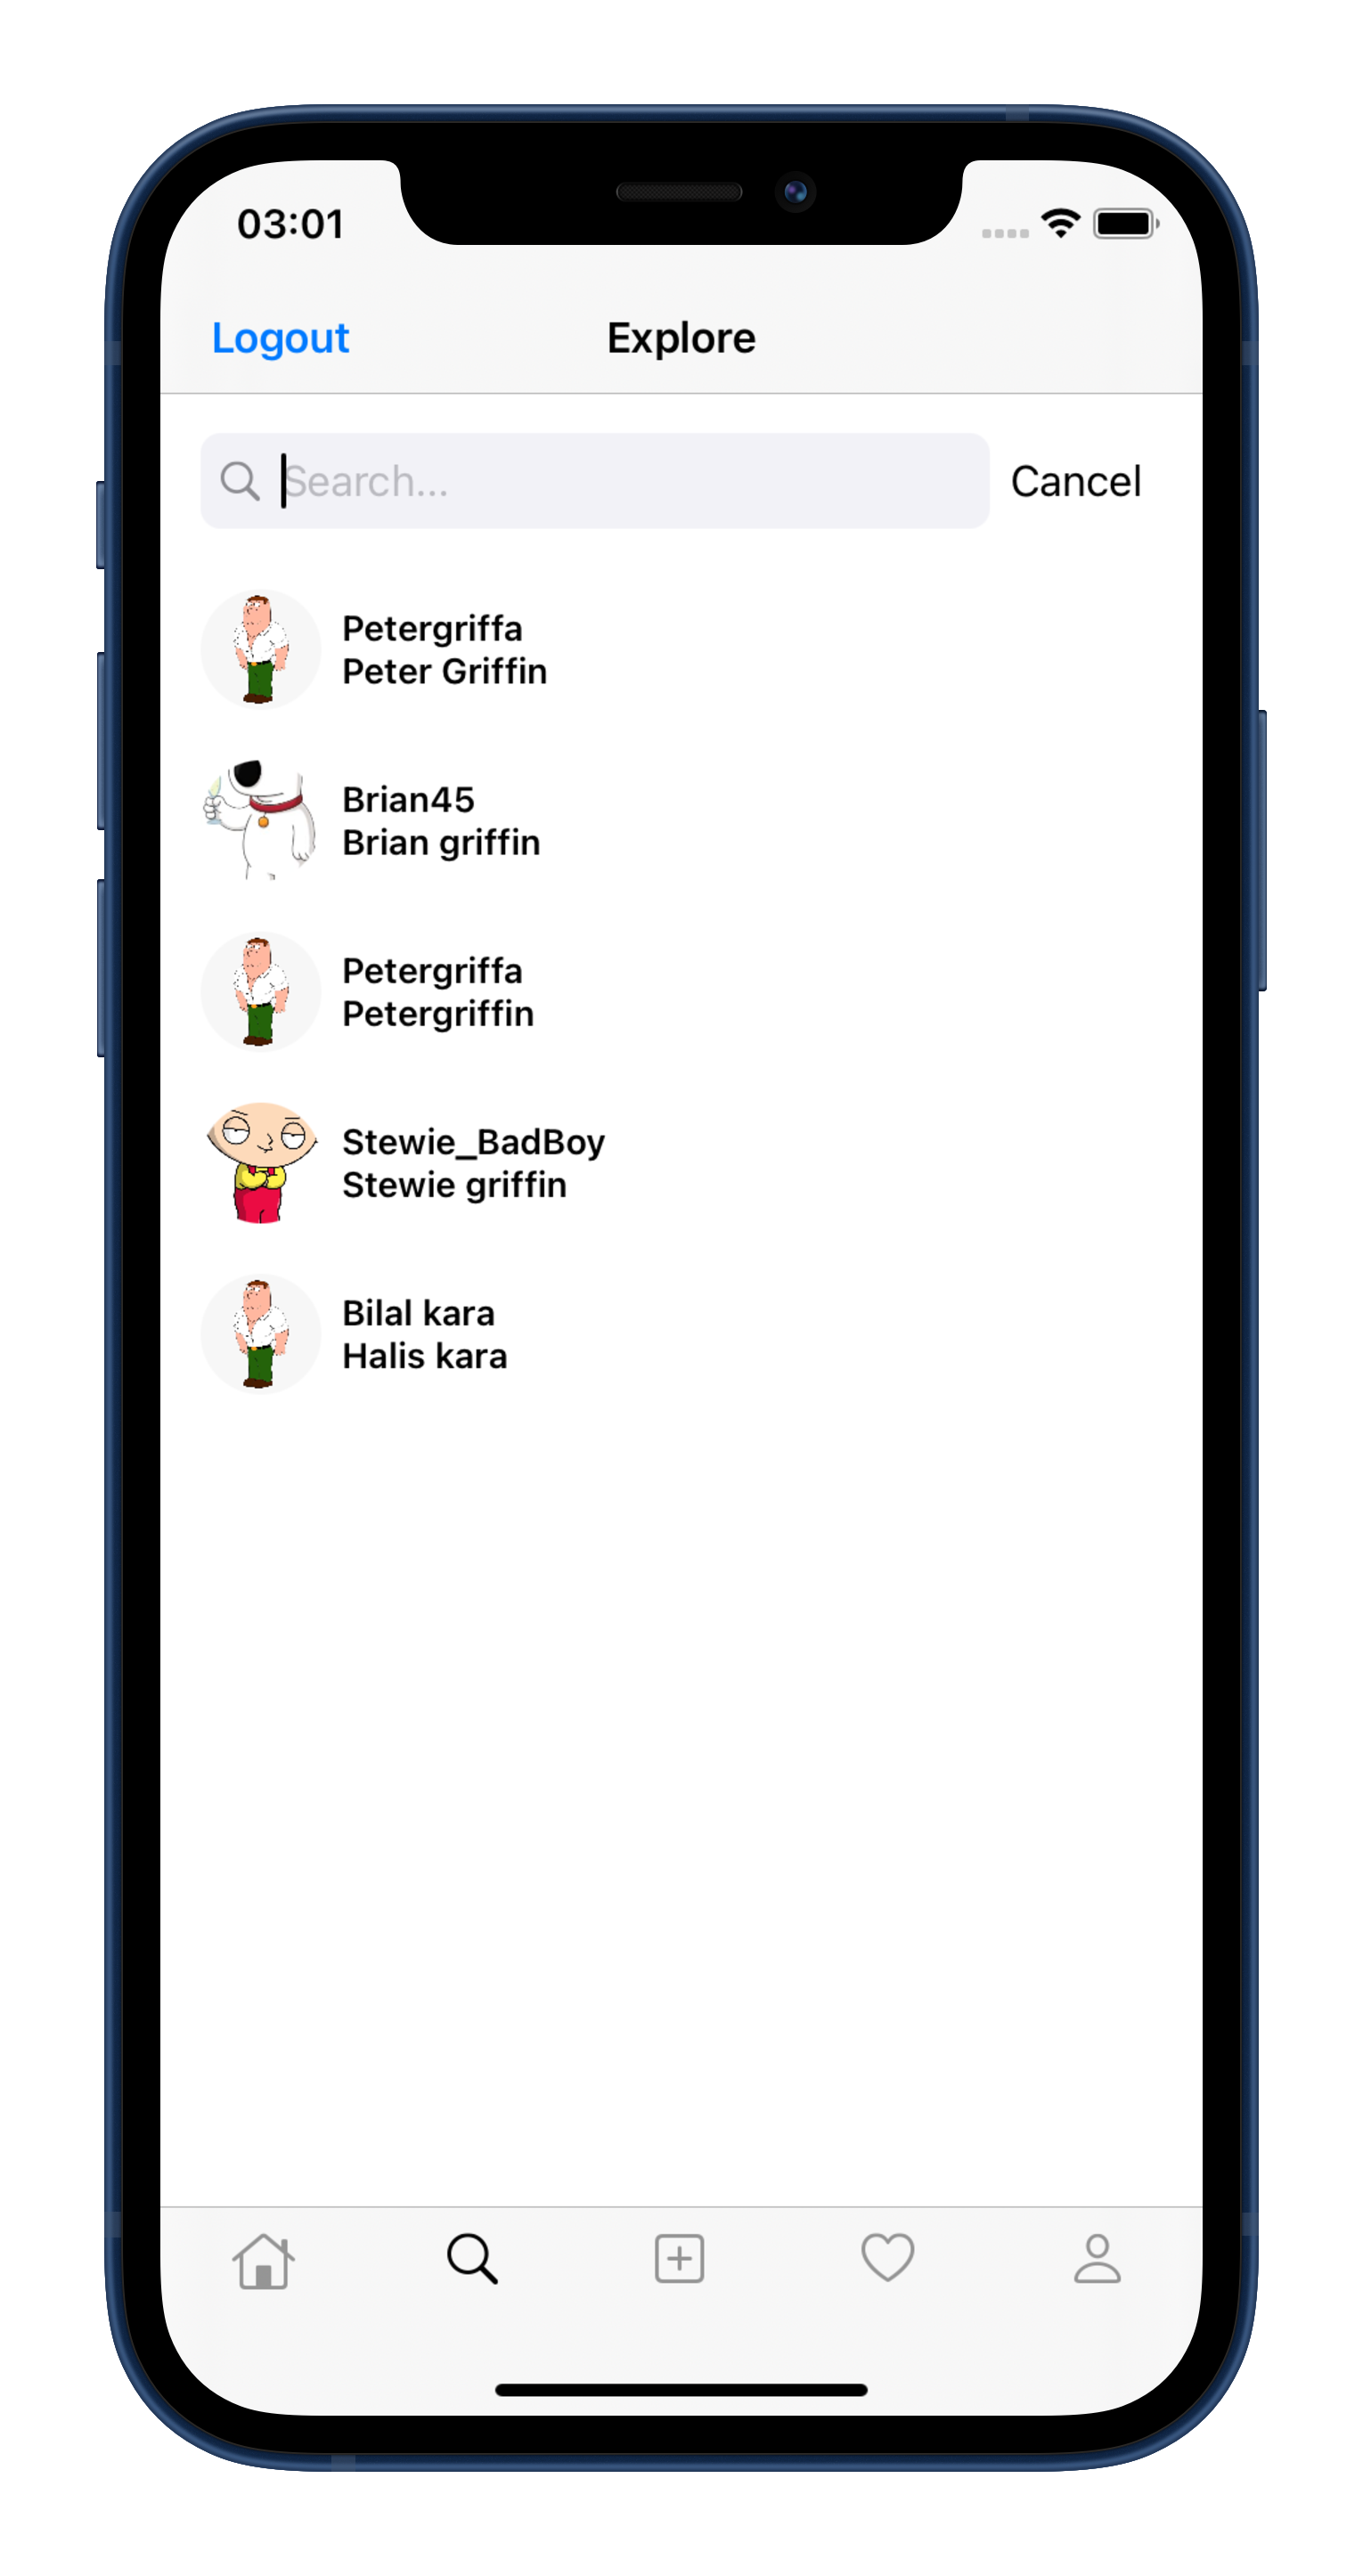 03:01
Logout
Explore
Search...
Cancel
Petergriffa
Peter Griffin
Brian45
Brian griffin
Petergriffa
Petergriffin
Stewie_BadBoy
Stewie griffin
Bilal kara
Halis kara